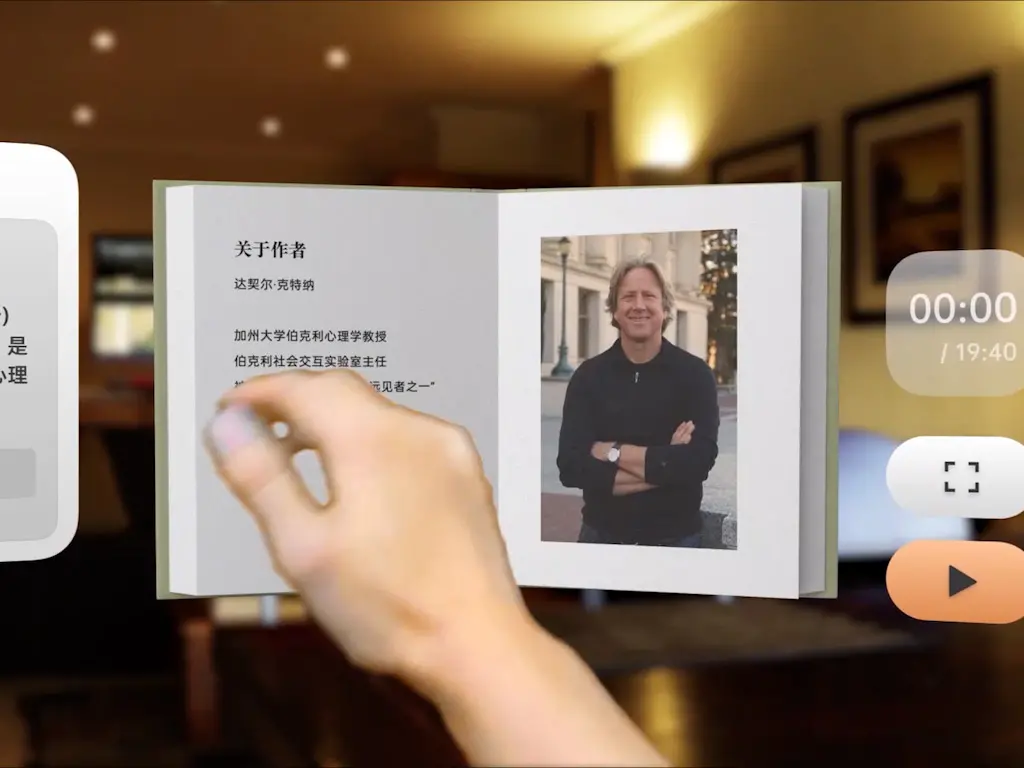 )
是
心理
关于作者
达契尔·克特纳
加州大学伯克利心理学教授
伯克利社会交互实验室主任
远见者之一”
00:00
/ 19:40